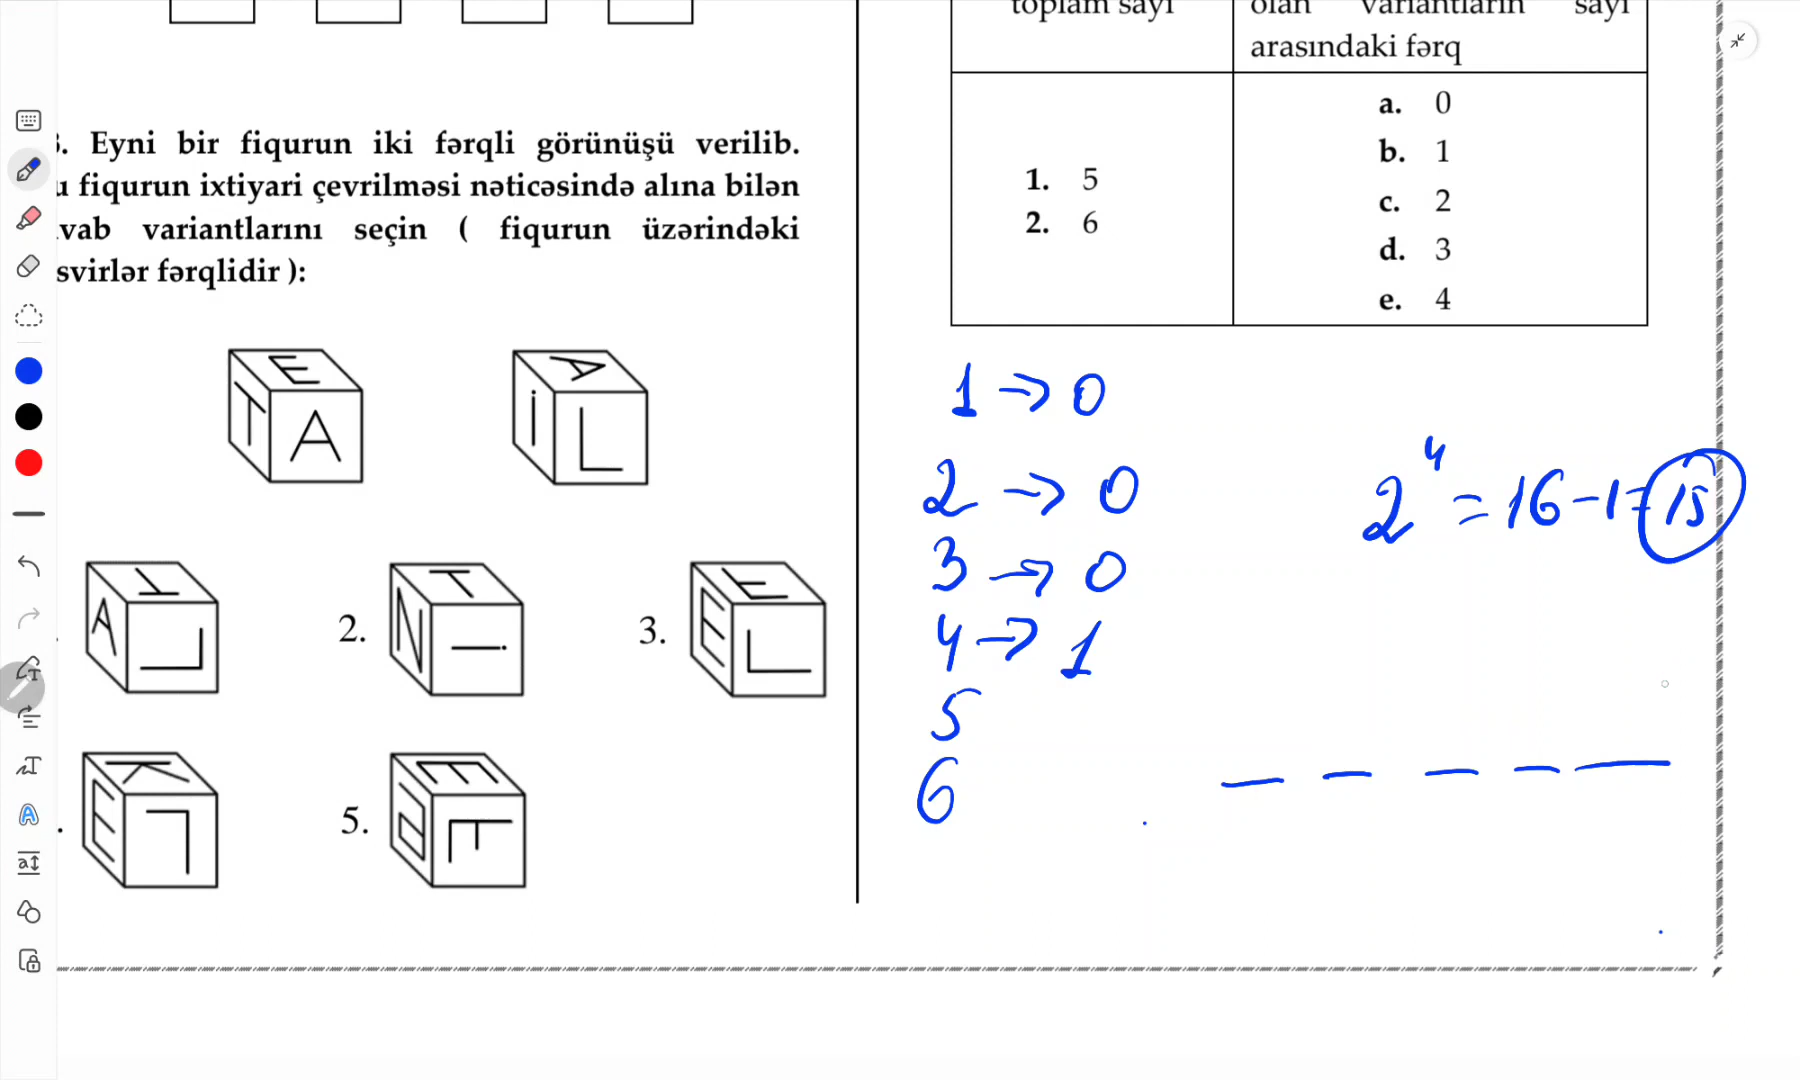 . Eyni bir fiqurun iki fərqli görünüşü verilib.
fiqurun ixtiyari çevrilməsi nəticəsində alına bilən
vab variantlarını seçin ( fiqurun üzərindəki
svirlər fərqlidir ):
E
T A
A
İ L
A L
2.
T
N İ
3.
E L
K
E
5.
E
toplam sayı
olan variantların sayı
arasındakı fərq
1. 5
2. 6
a. 0
b. 1
c. 2
d. 3
e. 4
1 → 0
2 → 0
3 → 0
4 → 1
5
6
2⁴ = 16 - 1 = 15